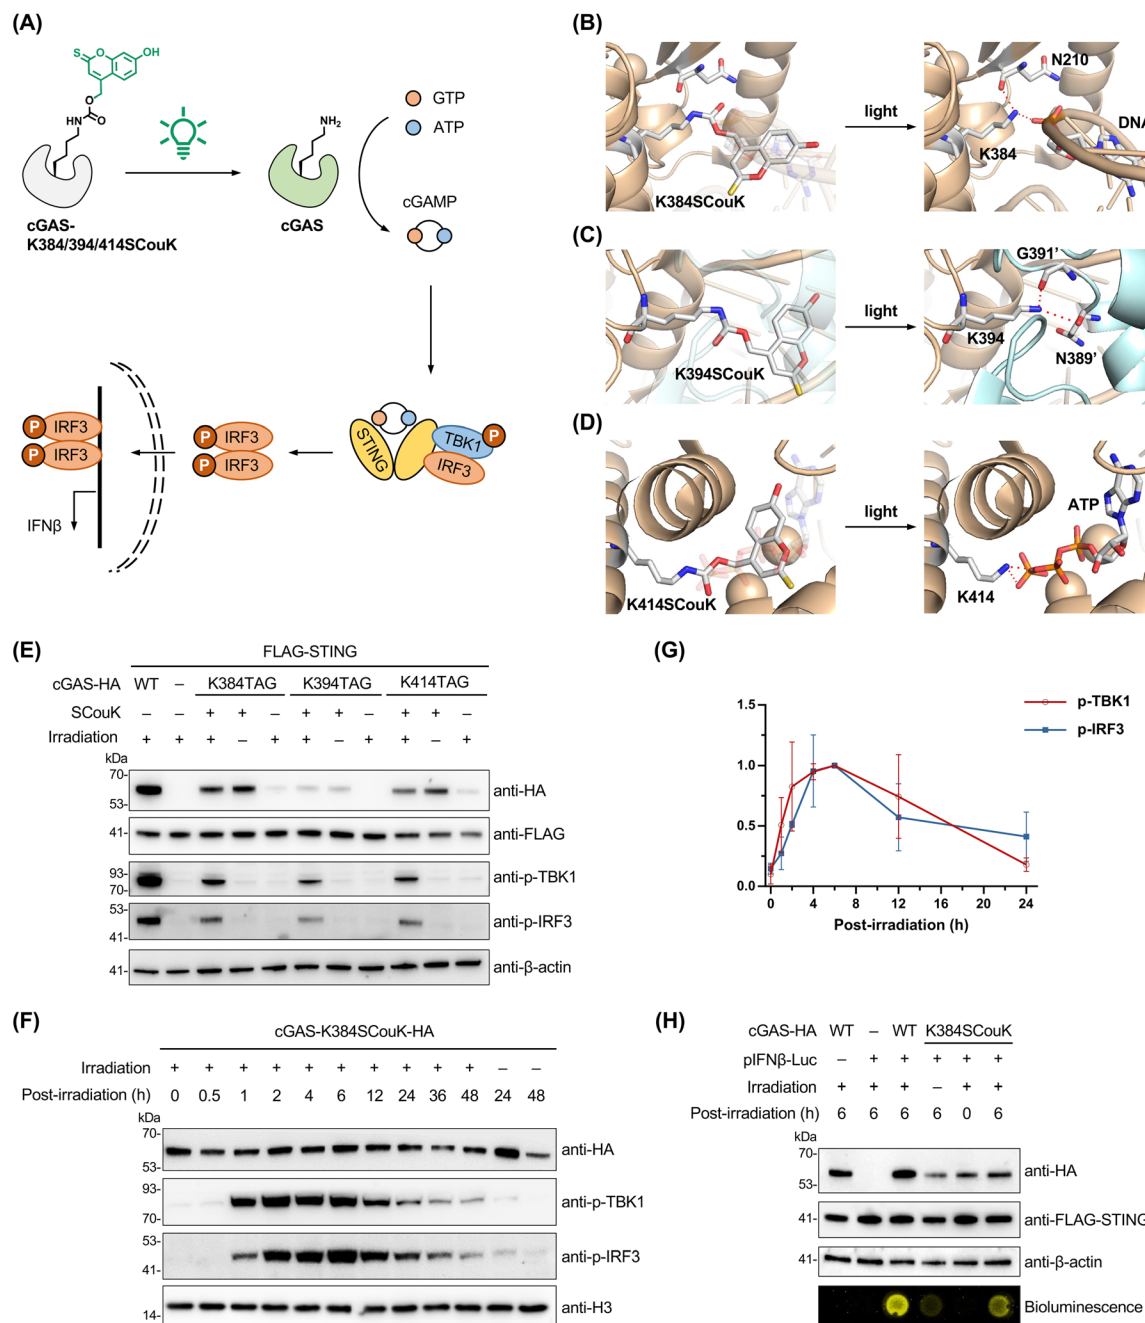 (A)
S
O
OH
O
O
HN
NH2
GTP
ATP
cGAMP
cGAS-
K384/394/414SCouK
cGAS
P IRF3
P IRF3
IFNβ
P IRF3
P IRF3
STING
TBK1
P
IRF3
(B)
K384SCouK
light
N210
K384
DNA
(C)
K394SCouK
light
G391’
K394
N389’
(D)
K414SCouK
light
ATP
K414
(E)
FLAG-STING
cGAS-HA WT – K384TAG K394TAG K414TAG
SCouK – – + + – + + – + + –
Irradiation + + + – + + – + + – +
kDa
70-
53-
anti-HA
41-
anti-FLAG
93-
70-
anti-p-TBK1
53-
41-
anti-p-IRF3
41-
anti-β-actin
(F)
cGAS-K384SCouK-HA
Irradiation + + + + + + + + + + – –
Post-irradiation (h) 0 0.5 1 2 4 6 12 24 36 48 24 48
kDa
70-
53-
anti-HA
93-
70-
anti-p-TBK1
53-
41-
anti-p-IRF3
14-
anti-H3
(G)
1.5
1.0
0.5
0.0
0 4 8 12 16 20 24
Post-irradiation (h)
p-TBK1
p-IRF3
(H)
cGAS-HA WT – WT K384SCouK
pIFNβ-Luc – + + + + +
Irradiation + + + – + +
Post-irradiation (h) 6 6 6 6 0 6
kDa
70-
53-
anti-HA
41-
anti-FLAG-STING
41-
anti-β-actin
Bioluminescence